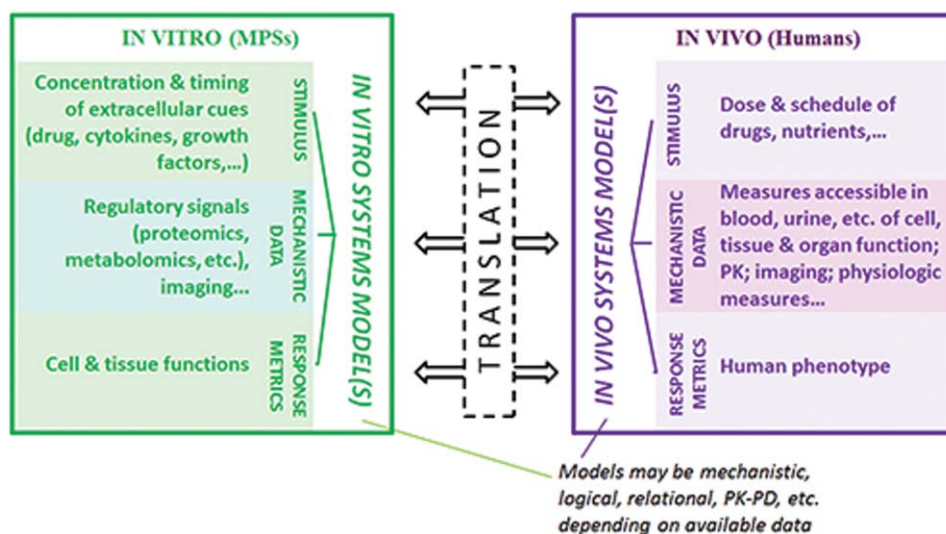 IN VITRO (MPSs)
Concentration & timing
of extracellular cues
(drug, cytokines, growth
factors,...)
STIMULUS
Regulatory signals
(proteomics,
metabolomics, etc.),
imaging...
MECHANISTIC
DATA
Cell & tissue functions
RESPONSE
METRICS
IN VITRO SYSTEMS MODEL(S)
TRANSLATION
IN VIVO (Humans)
IN VIVO SYSTEMS MODEL(S)
STIMULUS
Dose & schedule of
drugs, nutrients,...
MECHANISTIC
DATA
Measures accessible in
blood, urine, etc. of cell,
tissue & organ function;
PK; imaging; physiologic
measures...
RESPONSE
METRICS
Human phenotype
Models may be mechanistic,
logical, relational, PK-PD, etc.
depending on available data